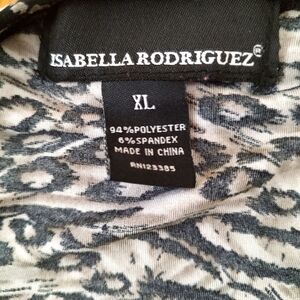 ISABELLA RODRIGUEZ®
XL
94%POLYESTER
6%SPANDEX
MADE IN CHINA
RN123385